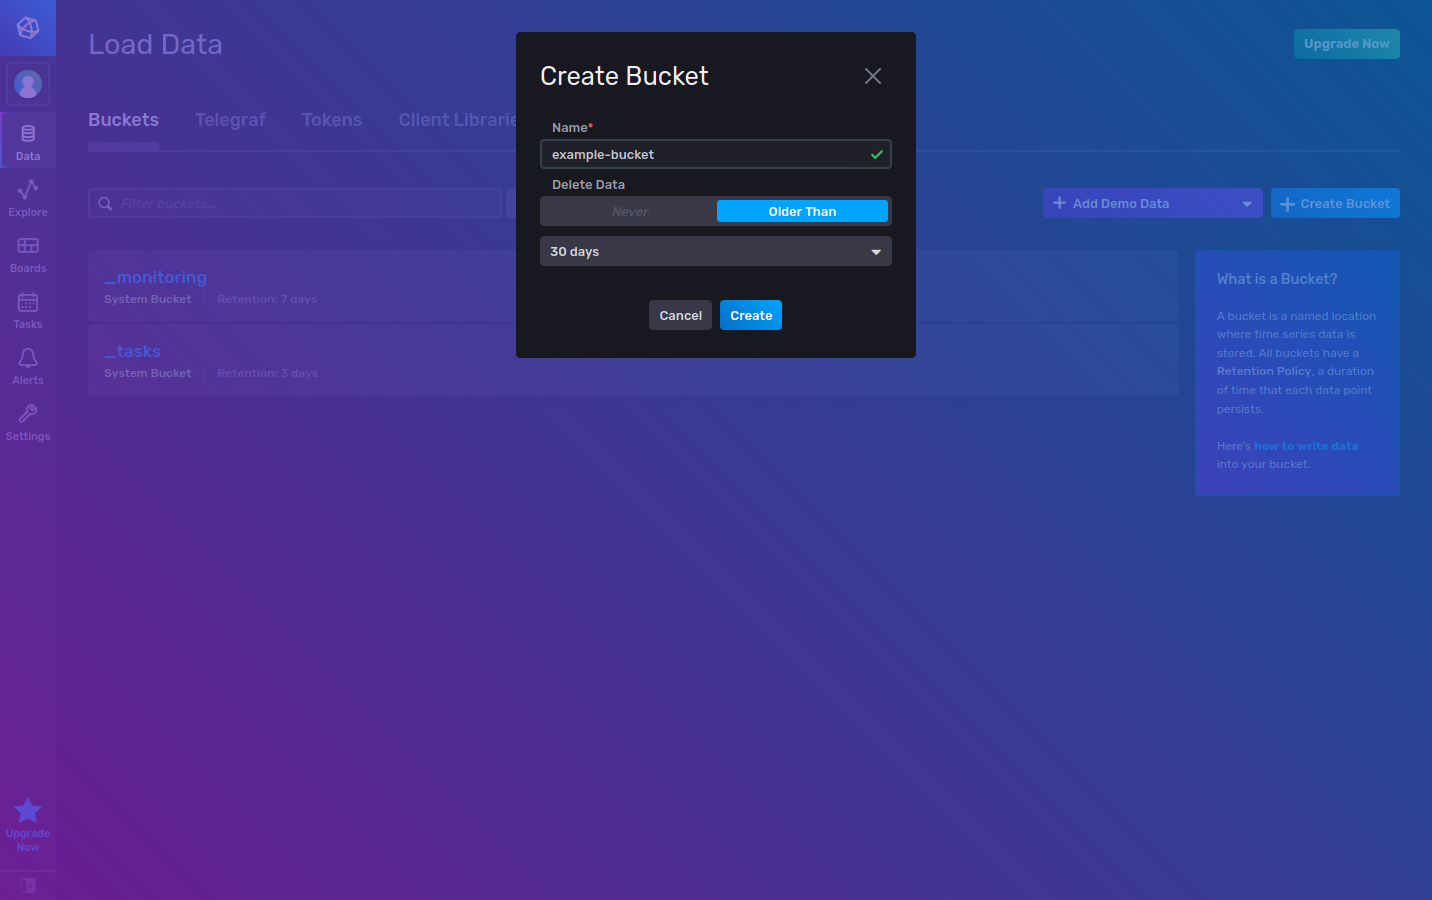 Load Data
Upgrade Now
Buckets Telegraf Tokens Client Librarie
Filter buckets...
Add Demo Data
Create Bucket
Data
Explore
Boards
Tasks
Alerts
Settings
Upgrade
Now
_monitoring
System Bucket Retention: 7 days
_tasks
System Bucket Retention: 3 days
Create Bucket
Name*
example-bucket
Delete Data
Never Older Than
30 days
Cancel Create
What is a Bucket?
A bucket is a named location
where time series data is
stored. All buckets have a
Retention Policy, a duration
of time that each data point
persists.
Here's how to write data
into your bucket.